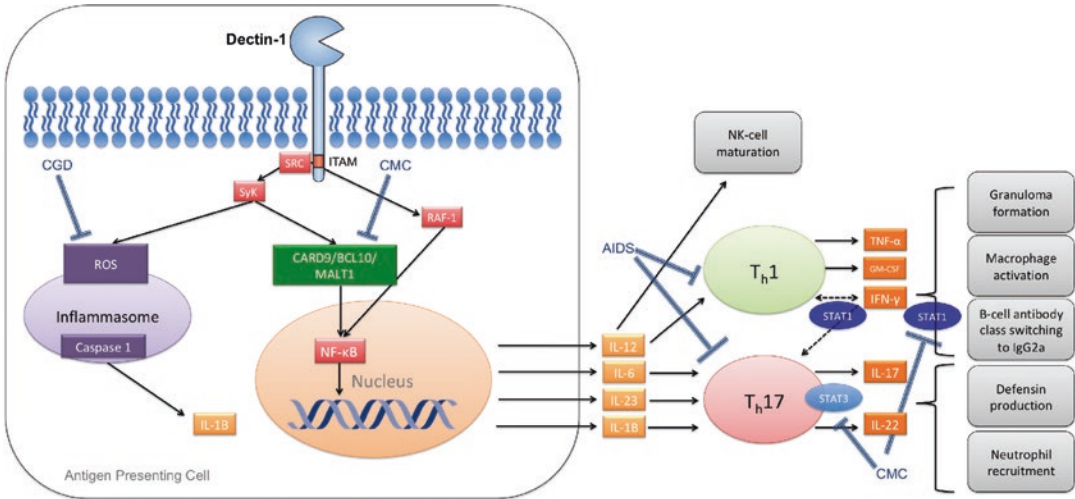 Dectin-1
ITAM
SRC
CGD
CMC
SyK
RAF-1
ROS
CARD9/BCL10/
MALT1
Inflammasome
Caspase 1
NF-κB
Nucleus
IL-1B
Antigen Presenting Cell
NK-cell
maturation
AIDS
Th1
TNF-α
GM-CSF
IFN-γ
STAT1
STAT1
IL-12
IL-6
IL-23
IL-1B
Th17
STAT3
IL-17
IL-22
CMC
Granuloma
formation
Macrophage
activation
B-cell antibody
class switching
to IgG2a
Defensin
production
Neutrophil
recruitment